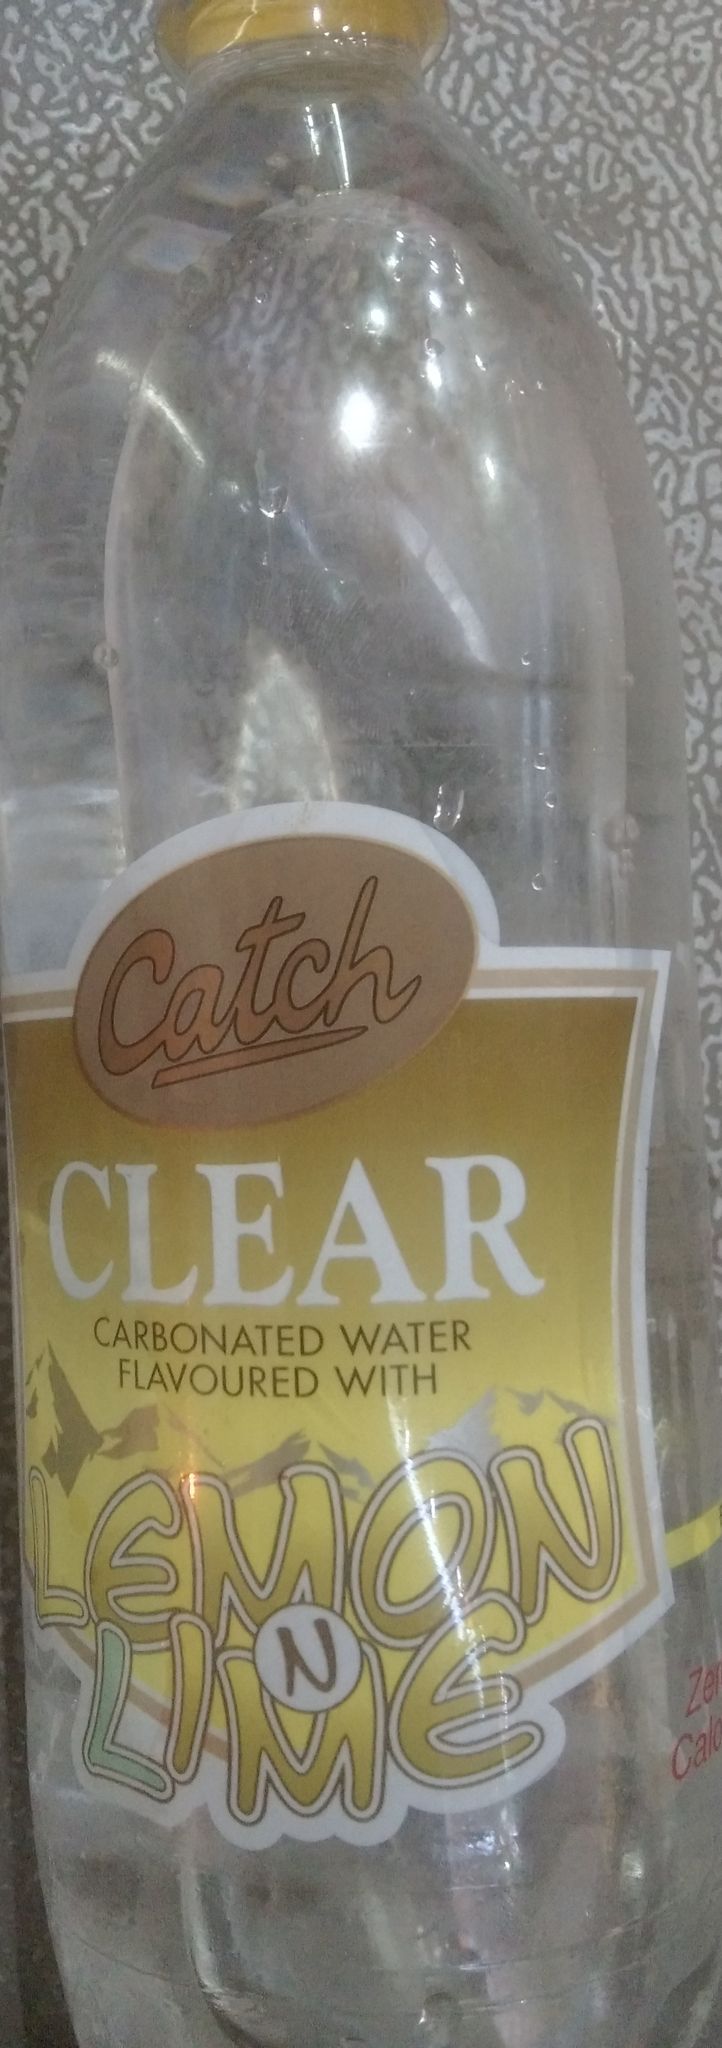 Catch
CLEAR
CARBONATED WATER
FLAVOURED WITH
LEMON
N
LIME